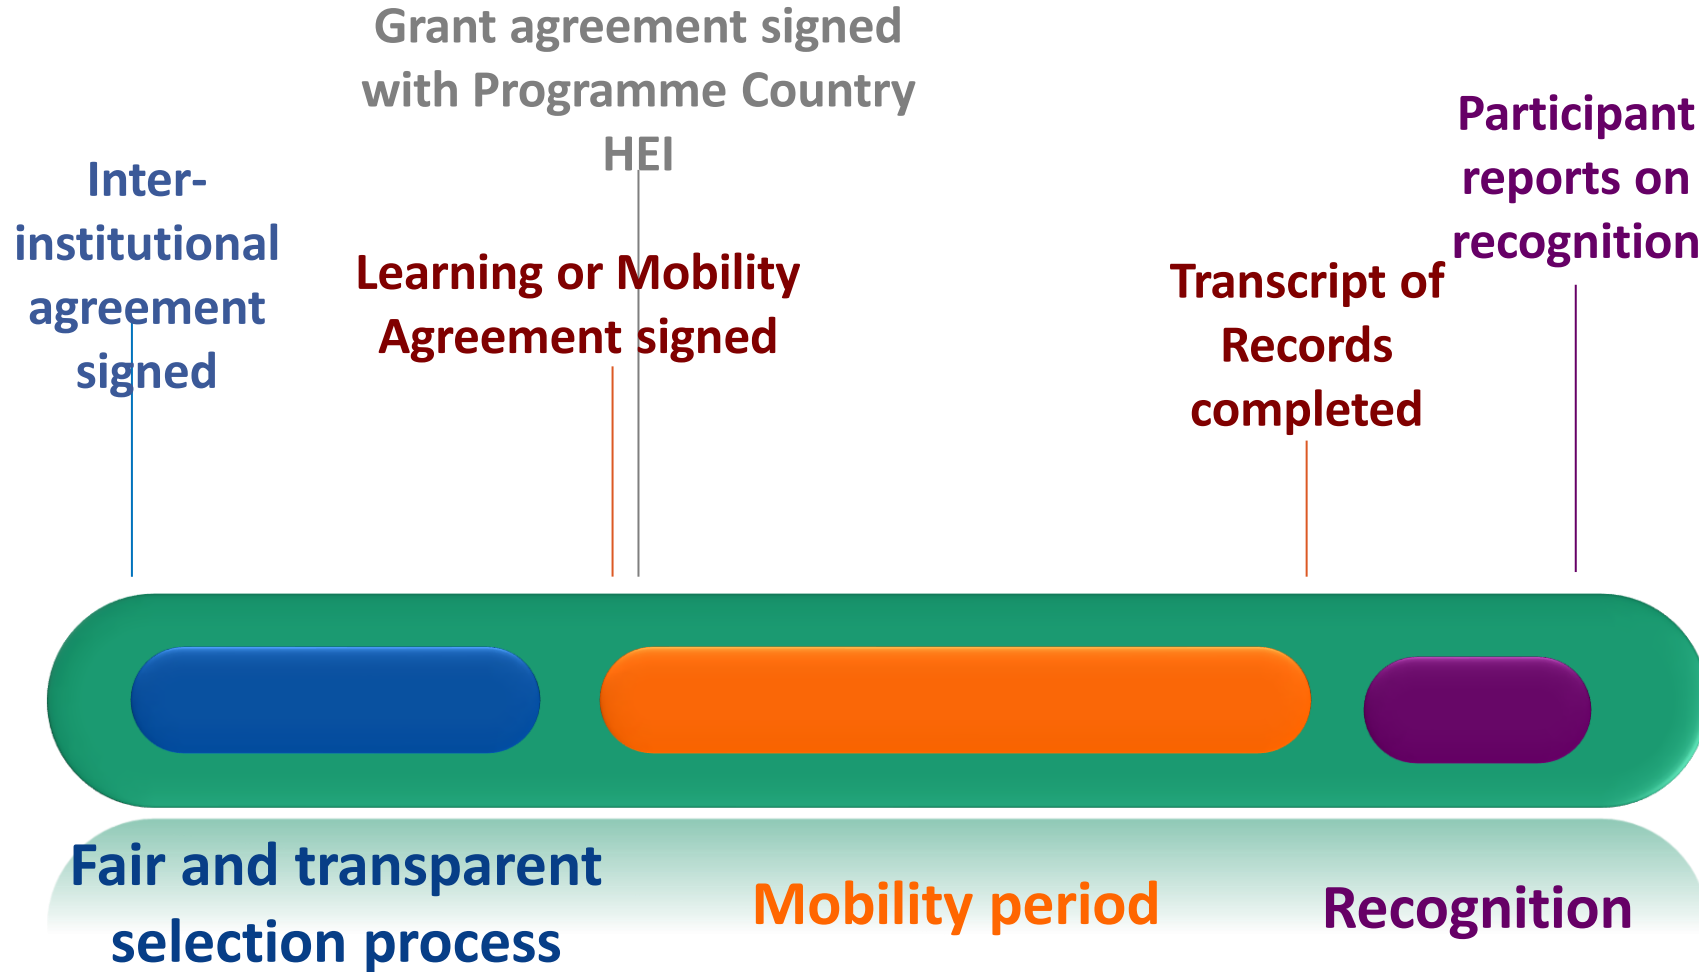 Grant agreement signed
with Programme Country
HEI
Inter-
institutional
agreement
signed
Learning or Mobility
Agreement signed
Transcript of
Records
completed
Participant
reports on
recognition
Fair and transparent
selection process
Mobility period
Recognition